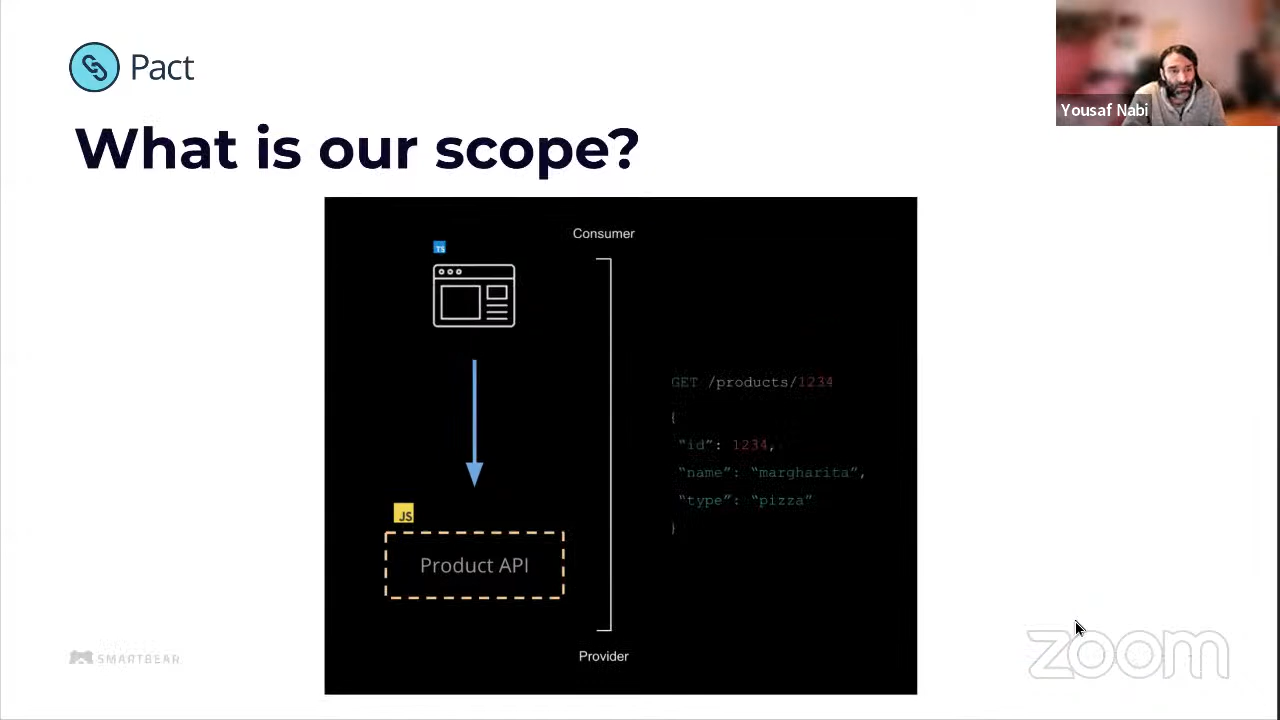 Pact
Yousaf Nabi
What is our scope?
Consumer
TS
GET /products/1234
{
"id": 1234,
"name": “margharita”,
"type": “pizza”
}
JS
Product API
Provider
SMARTBEAR
zoom